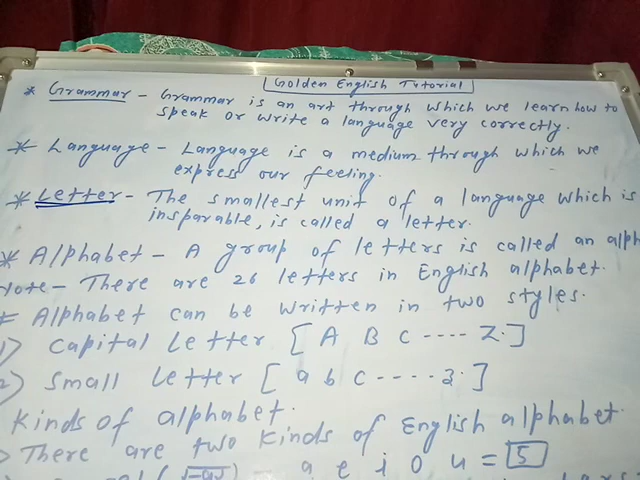 Golden English Tutorial
* Grammar - Grammar is an art through which we learn how to
speak or write a language very correctly.
* Language - Language is a medium through which we
express our feeling.
* Letter - The smallest unit of a language which is
insparable, is called a letter.
* Alphabet - A group of letters is called an alph
Note - There are 26 letters in English alphabet.
* Alphabet can be written in two styles.
1) Capital Letter [ A B C ---- Z.]
2) Small Letter [ a b c ---- z.]
Kinds of alphabet.
There are two kinds of English alphabet.
a e i o u = 5